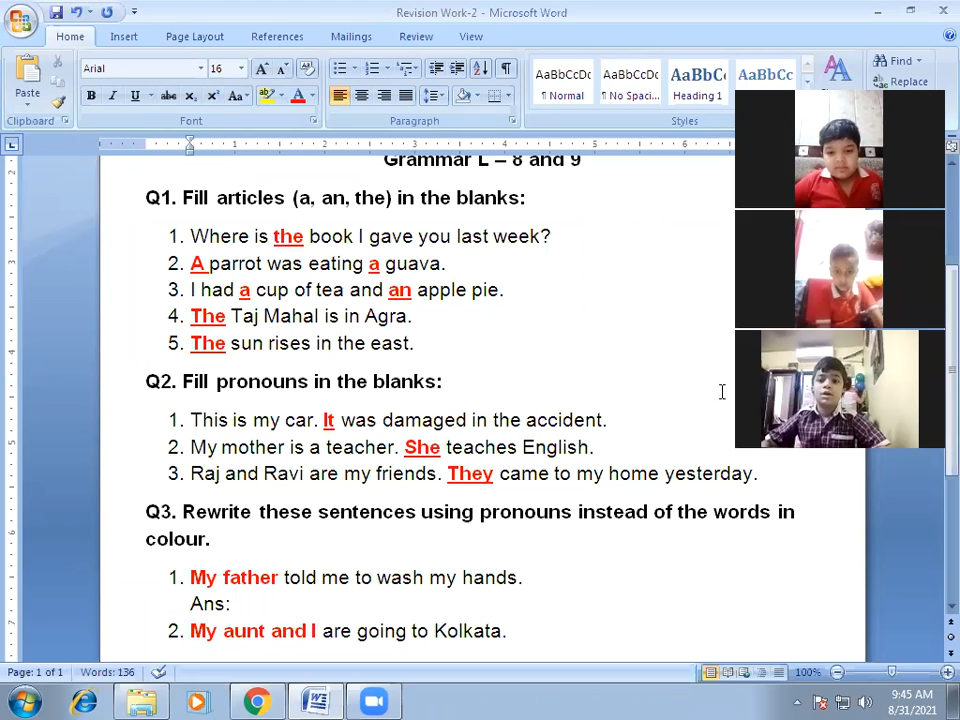 Revision Work-2 - Microsoft Word
Home Insert Page Layout References Mailings Review View
Arial 16 AaBbCcDc AaBbCcDc AaBbC AaBbCc Find
Paste B I U abc X₂ X² Aa A Normal No Spaci... Heading 1 Replace
Clipboard Font Paragraph Styles
Grammar L – 8 and 9
Q1. Fill articles (a, an, the) in the blanks:
1. Where is the book I gave you last week?
2. A parrot was eating a guava.
3. I had a cup of tea and an apple pie.
4. The Taj Mahal is in Agra.
5. The sun rises in the east.
Q2. Fill pronouns in the blanks:
1. This is my car. It was damaged in the accident.
2. My mother is a teacher. She teaches English.
3. Raj and Ravi are my friends. They came to my home yesterday.
Q3. Rewrite these sentences using pronouns instead of the words in
colour.
1. My father told me to wash my hands.
Ans:
2. My aunt and I are going to Kolkata.
Page: 1 of 1 Words: 136 100%
9:45 AM
8/31/2021